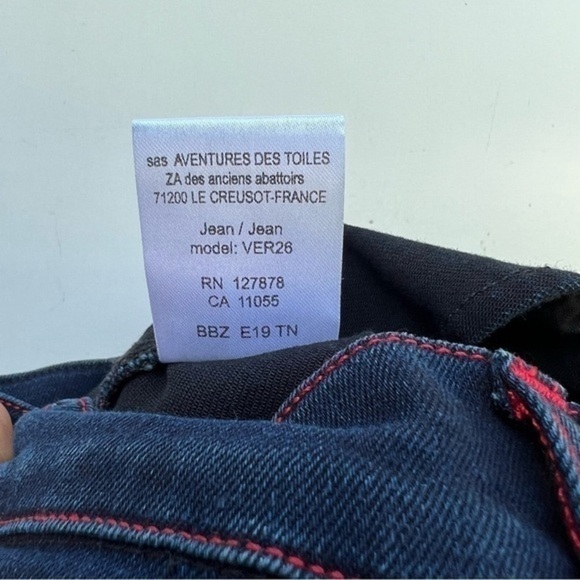 sas AVENTURES DES TOILES
ZA des anciens abattoirs
71200 LE CREUSOT-FRANCE
Jean / Jean
model: VER26
RN 127878
CA 11055
BBZ E19 TN